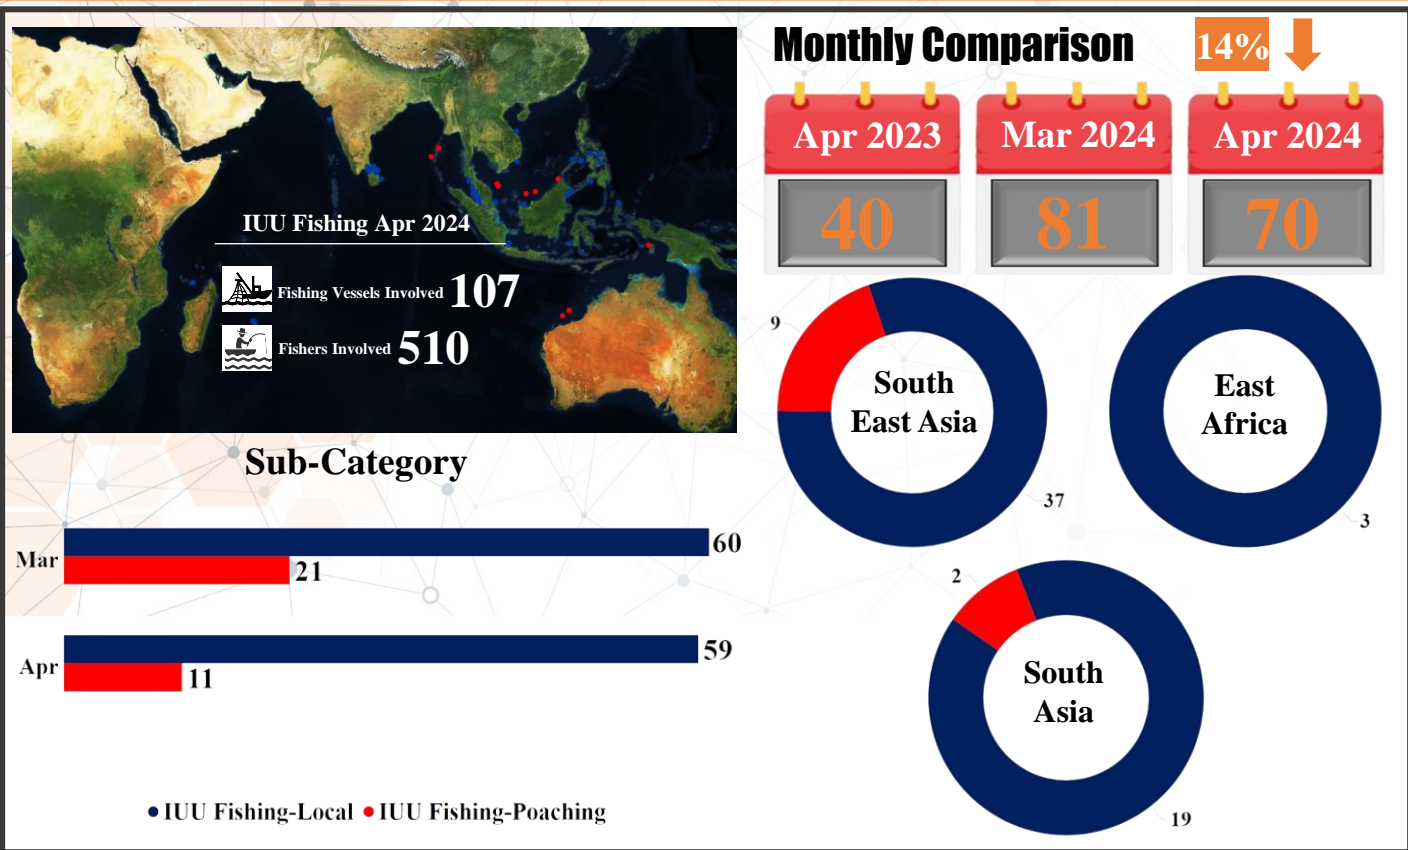 IUU Fishing Apr 2024
Fishing Vessels Involved 107
Fishers Involved 510
Monthly Comparison 14%
Apr 2023 Mar 2024 Apr 2024
40 81 70
9
South
East Asia
37
East
Africa
3
2
South
Asia
19
Sub-Category
Mar
60
21
Apr
59
11
IUU Fishing-Local IUU Fishing-Poaching